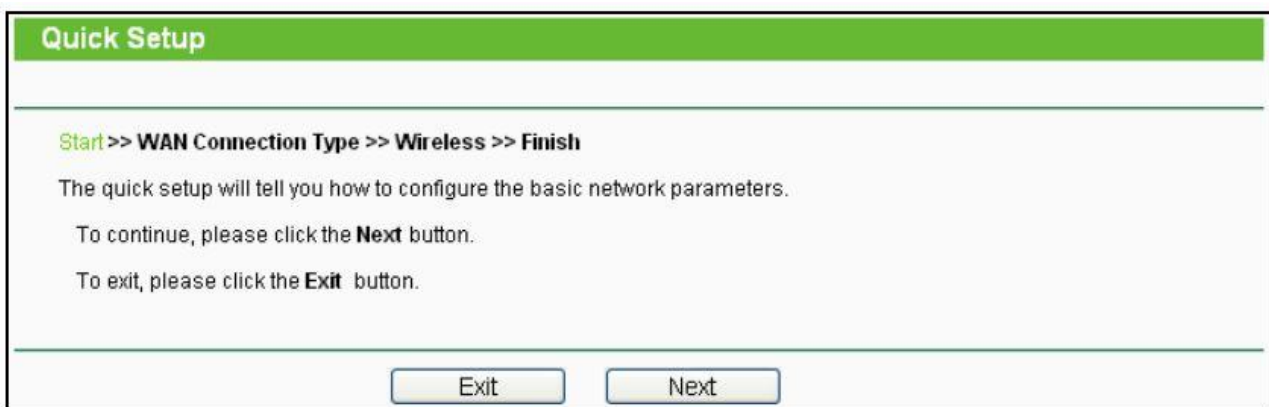 Quick Setup
Start >> WAN Connection Type >> Wireless >> Finish
The quick setup will tell you how to configure the basic network parameters.
To continue, please click the Next button.
To exit, please click the Exit button.
Exit Next